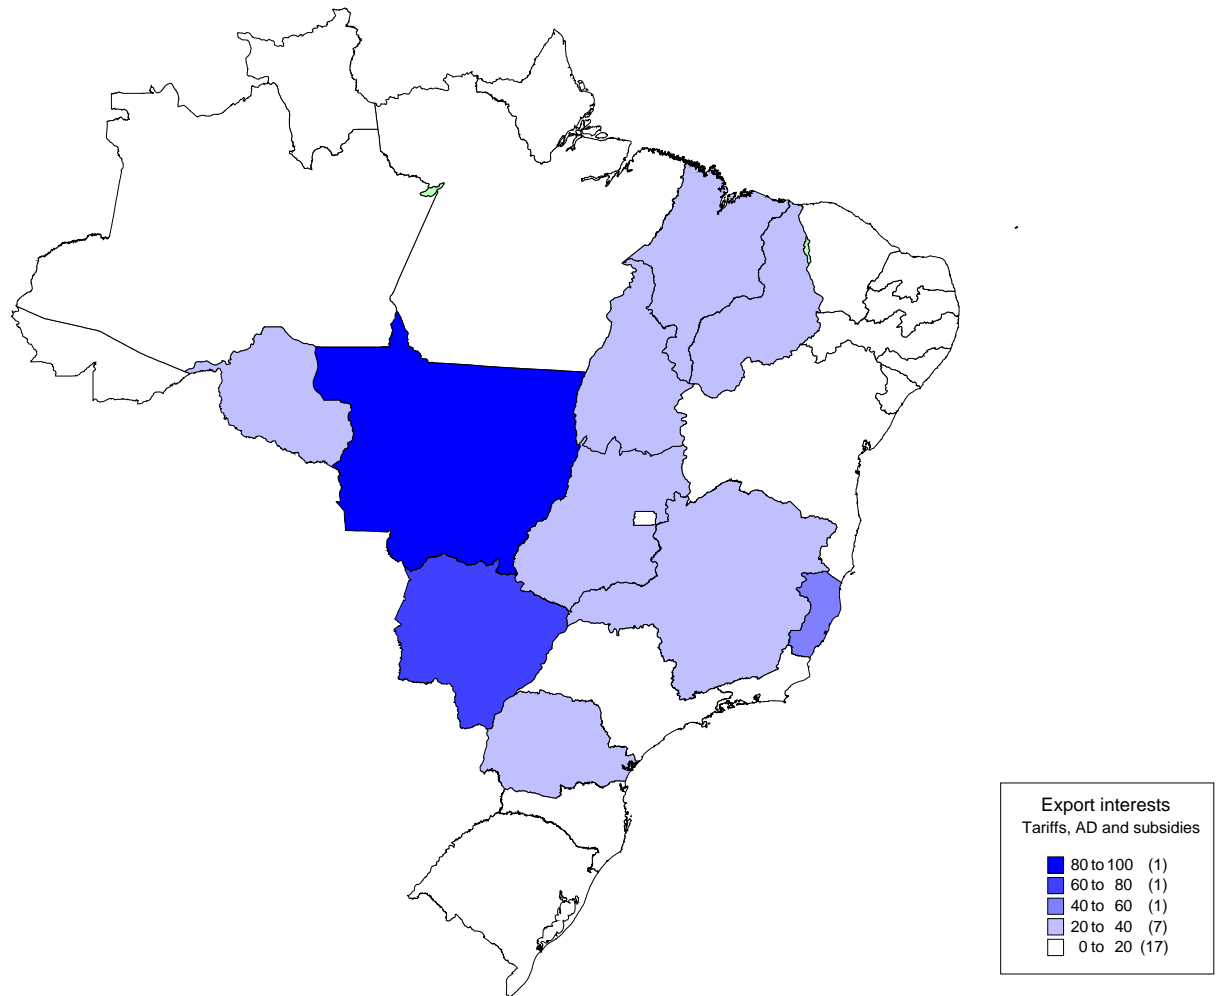 Export interests
Tariffs, AD and subsidies
80 to 100 (1)
60 to 80 (1)
40 to 60 (1)
20 to 40 (7)
0 to 20 (17)